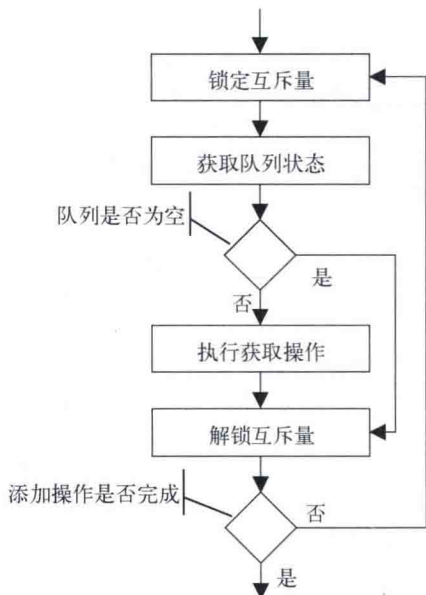 锁定互斥量
获取队列状态
队列是否为空
是
否
执行获取操作
解锁互斥量
添加操作是否完成
否
是